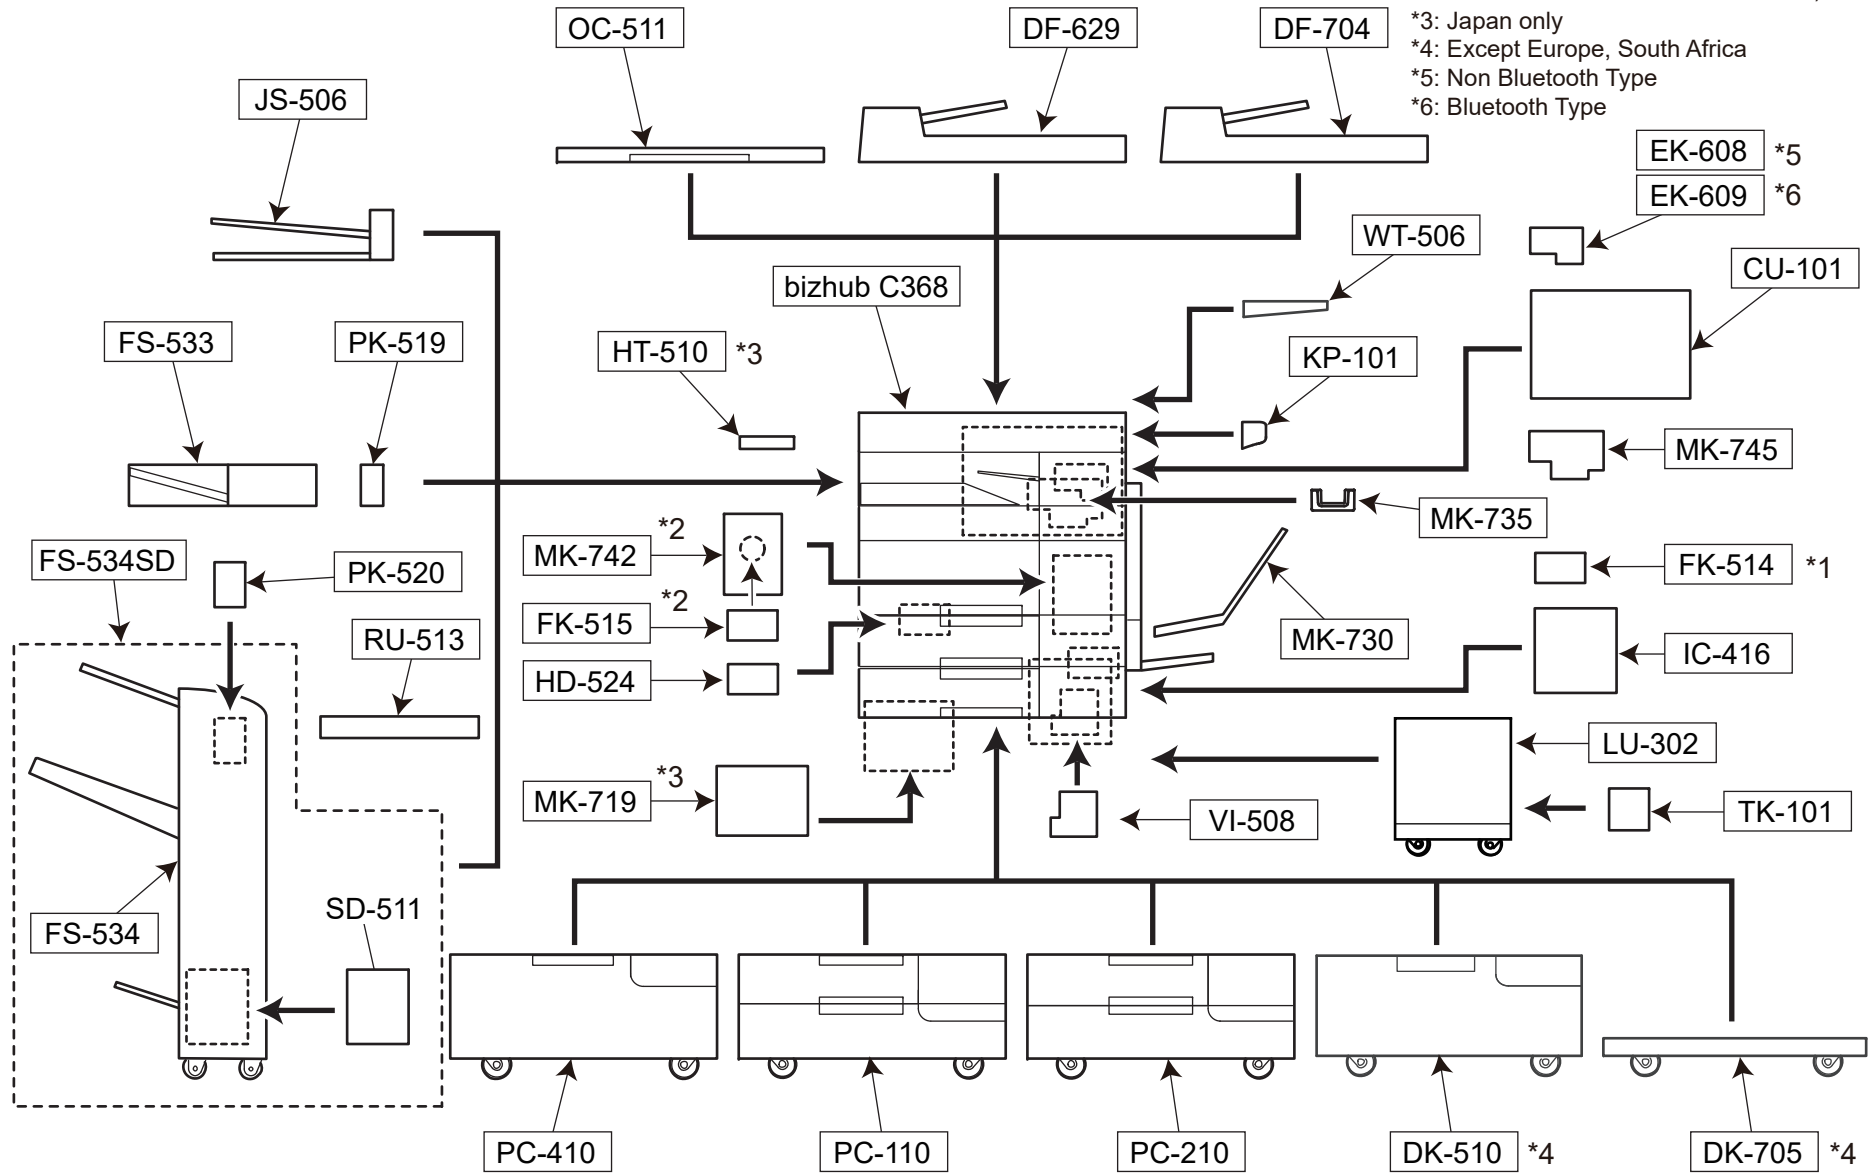 OC-511
DF-629
DF-704
*3: Japan only
*4: Except Europe, South Africa
*5: Non Bluetooth Type
*6: Bluetooth Type
JS-506
EK-608 *5
EK-609 *6
WT-506
CU-101
bizhub C368
FS-533
PK-519
HT-510 *3
KP-101
MK-745
MK-735
FS-534SD
PK-520
*2
MK-742
FK-514 *1
*2
FK-515
RU-513
MK-730
IC-416
HD-524
LU-302
*3
MK-719
VI-508
TK-101
SD-511
FS-534
PC-410
PC-110
PC-210
DK-510 *4
DK-705 *4